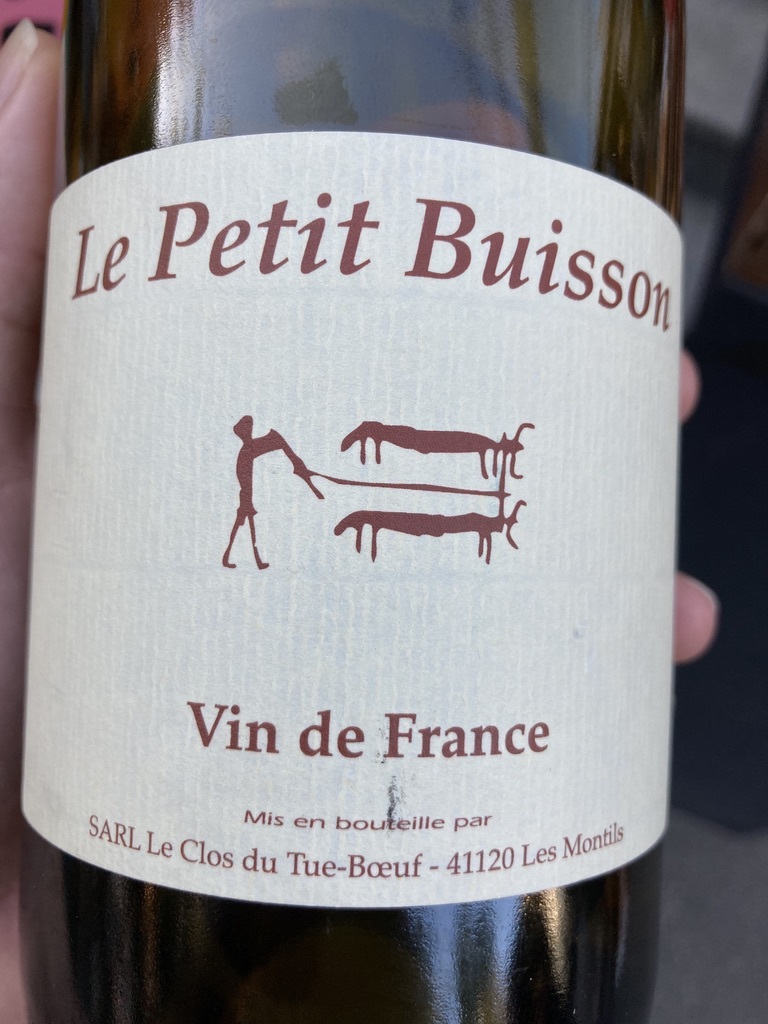 Le Petit Buisson
Vin de France
Mis en bouteille par
SARL Le Clos du Tue-Bœuf - 41120 Les Montils